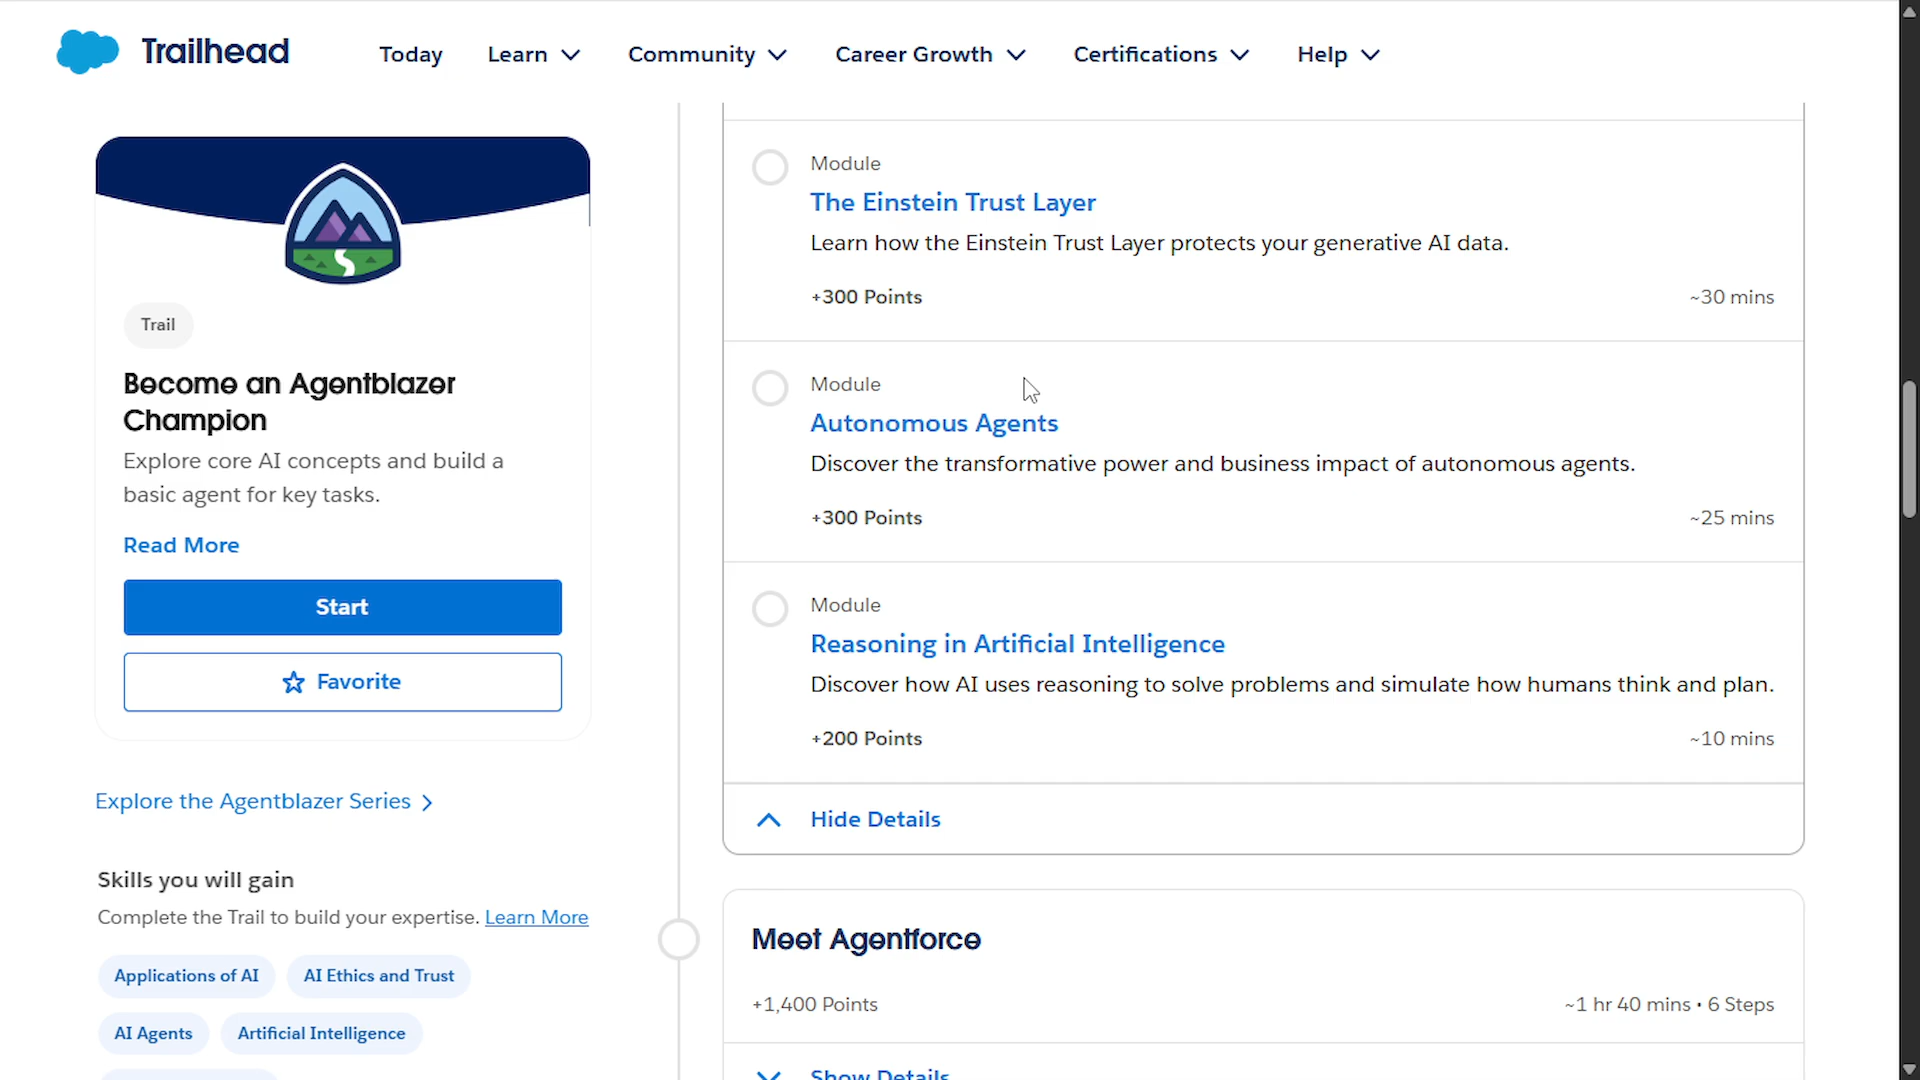 Trailhead
Today
Learn
Community
Career Growth
Certifications
Help
Trail
Become an Agentblazer
Champion
Explore core AI concepts and build a
basic agent for key tasks.
Read More
Start
Favorite
Explore the Agentblazer Series
Skills you will gain
Complete the Trail to build your expertise. Learn More
Applications of AI
AI Ethics and Trust
AI Agents
Artificial Intelligence
Module
The Einstein Trust Layer
Learn how the Einstein Trust Layer protects your generative AI data.
+300 Points
~30 mins
Module
Autonomous Agents
Discover the transformative power and business impact of autonomous agents.
+300 Points
~25 mins
Module
Reasoning in Artificial Intelligence
Discover how AI uses reasoning to solve problems and simulate how humans think and plan.
+200 Points
~10 mins
Hide Details
Meet Agentforce
+1,400 Points
~1 hr 40 mins • 6 Steps
Show Details